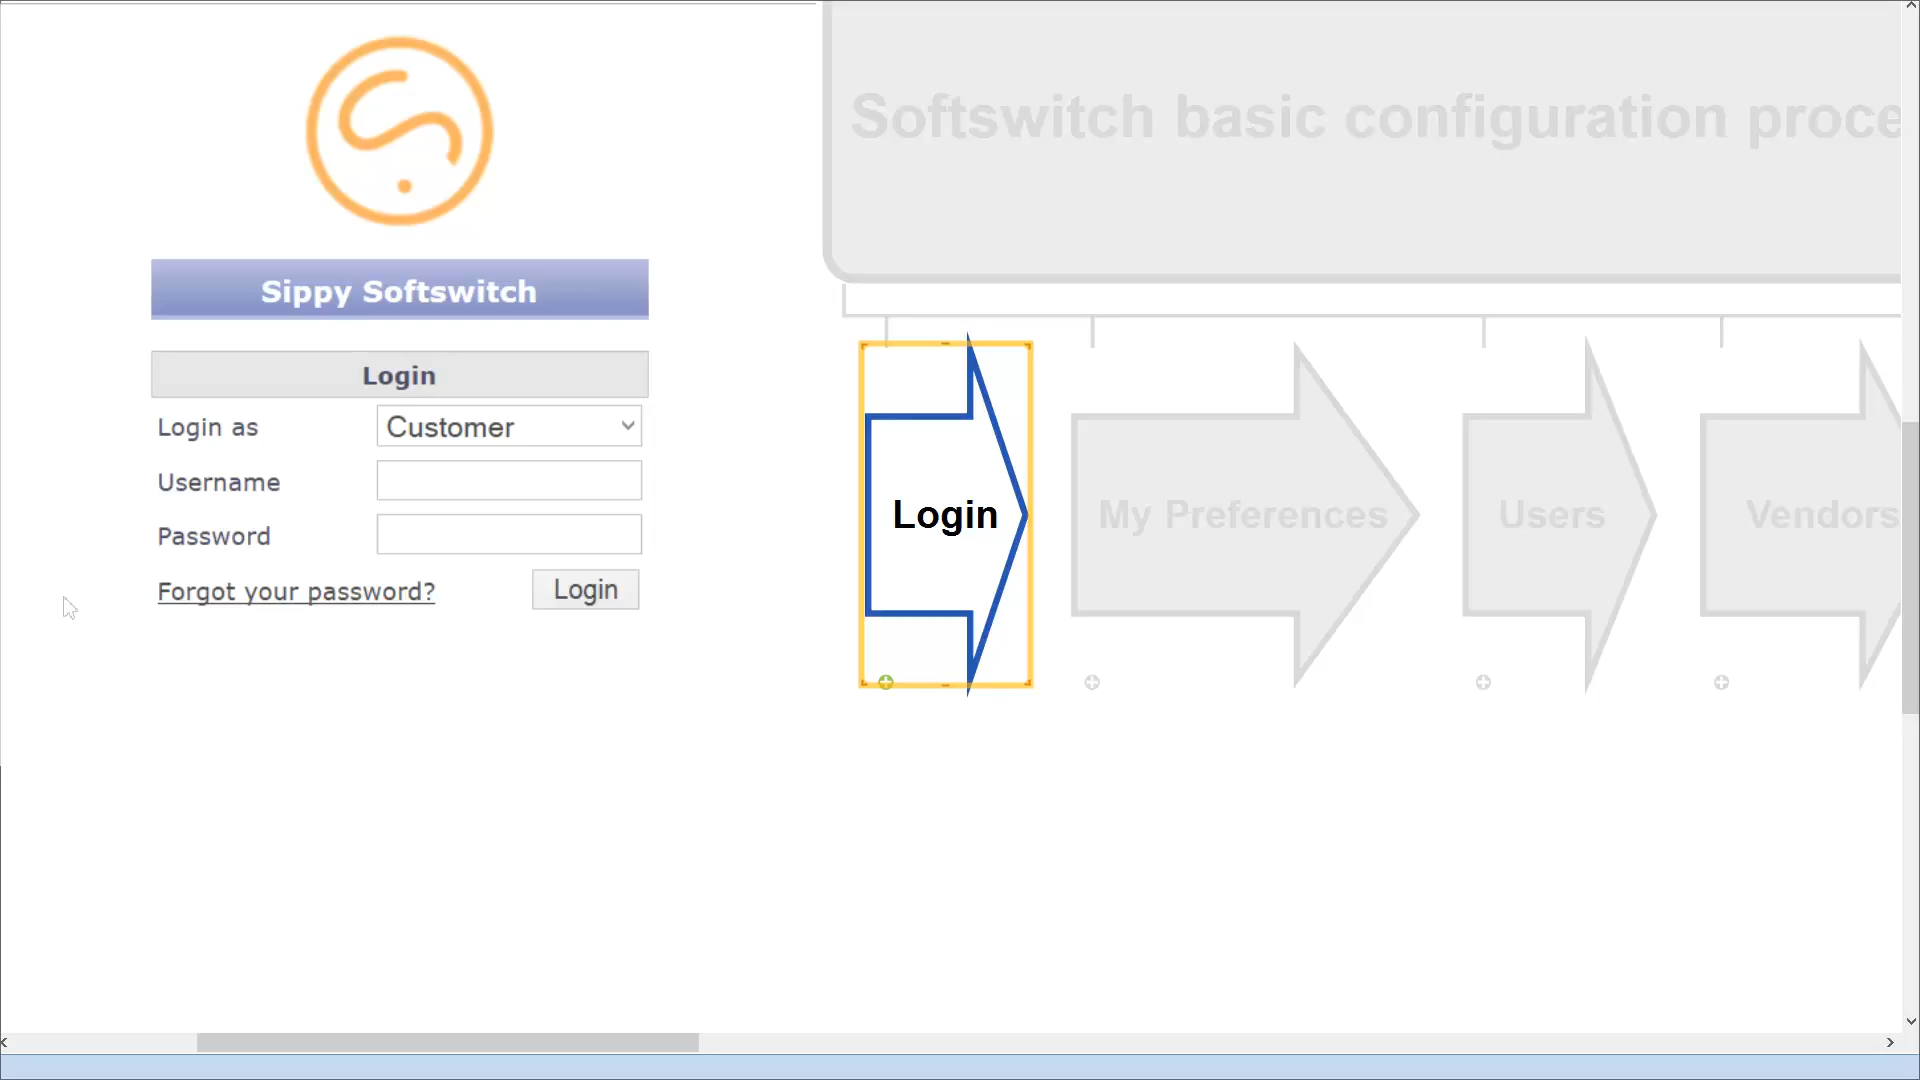 Sippy Softswitch
Login
Login as
Customer
Username
Password
Forgot your password?
Login
Softswitch basic configuration proce
Login
My Preferences
Users
Vendors